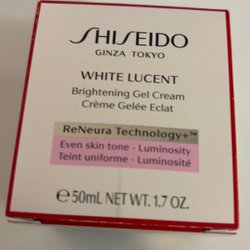 SHISEIDO
GINZA TOKYO
WHITE LUCENT
Brightening Gel Cream
Crème Gelée Eclat
ReNeura Technology+™
Even skin tone - Luminosity
Teint uniforme - Luminosité
℮ 50mL NET WT. 1.7 OZ.